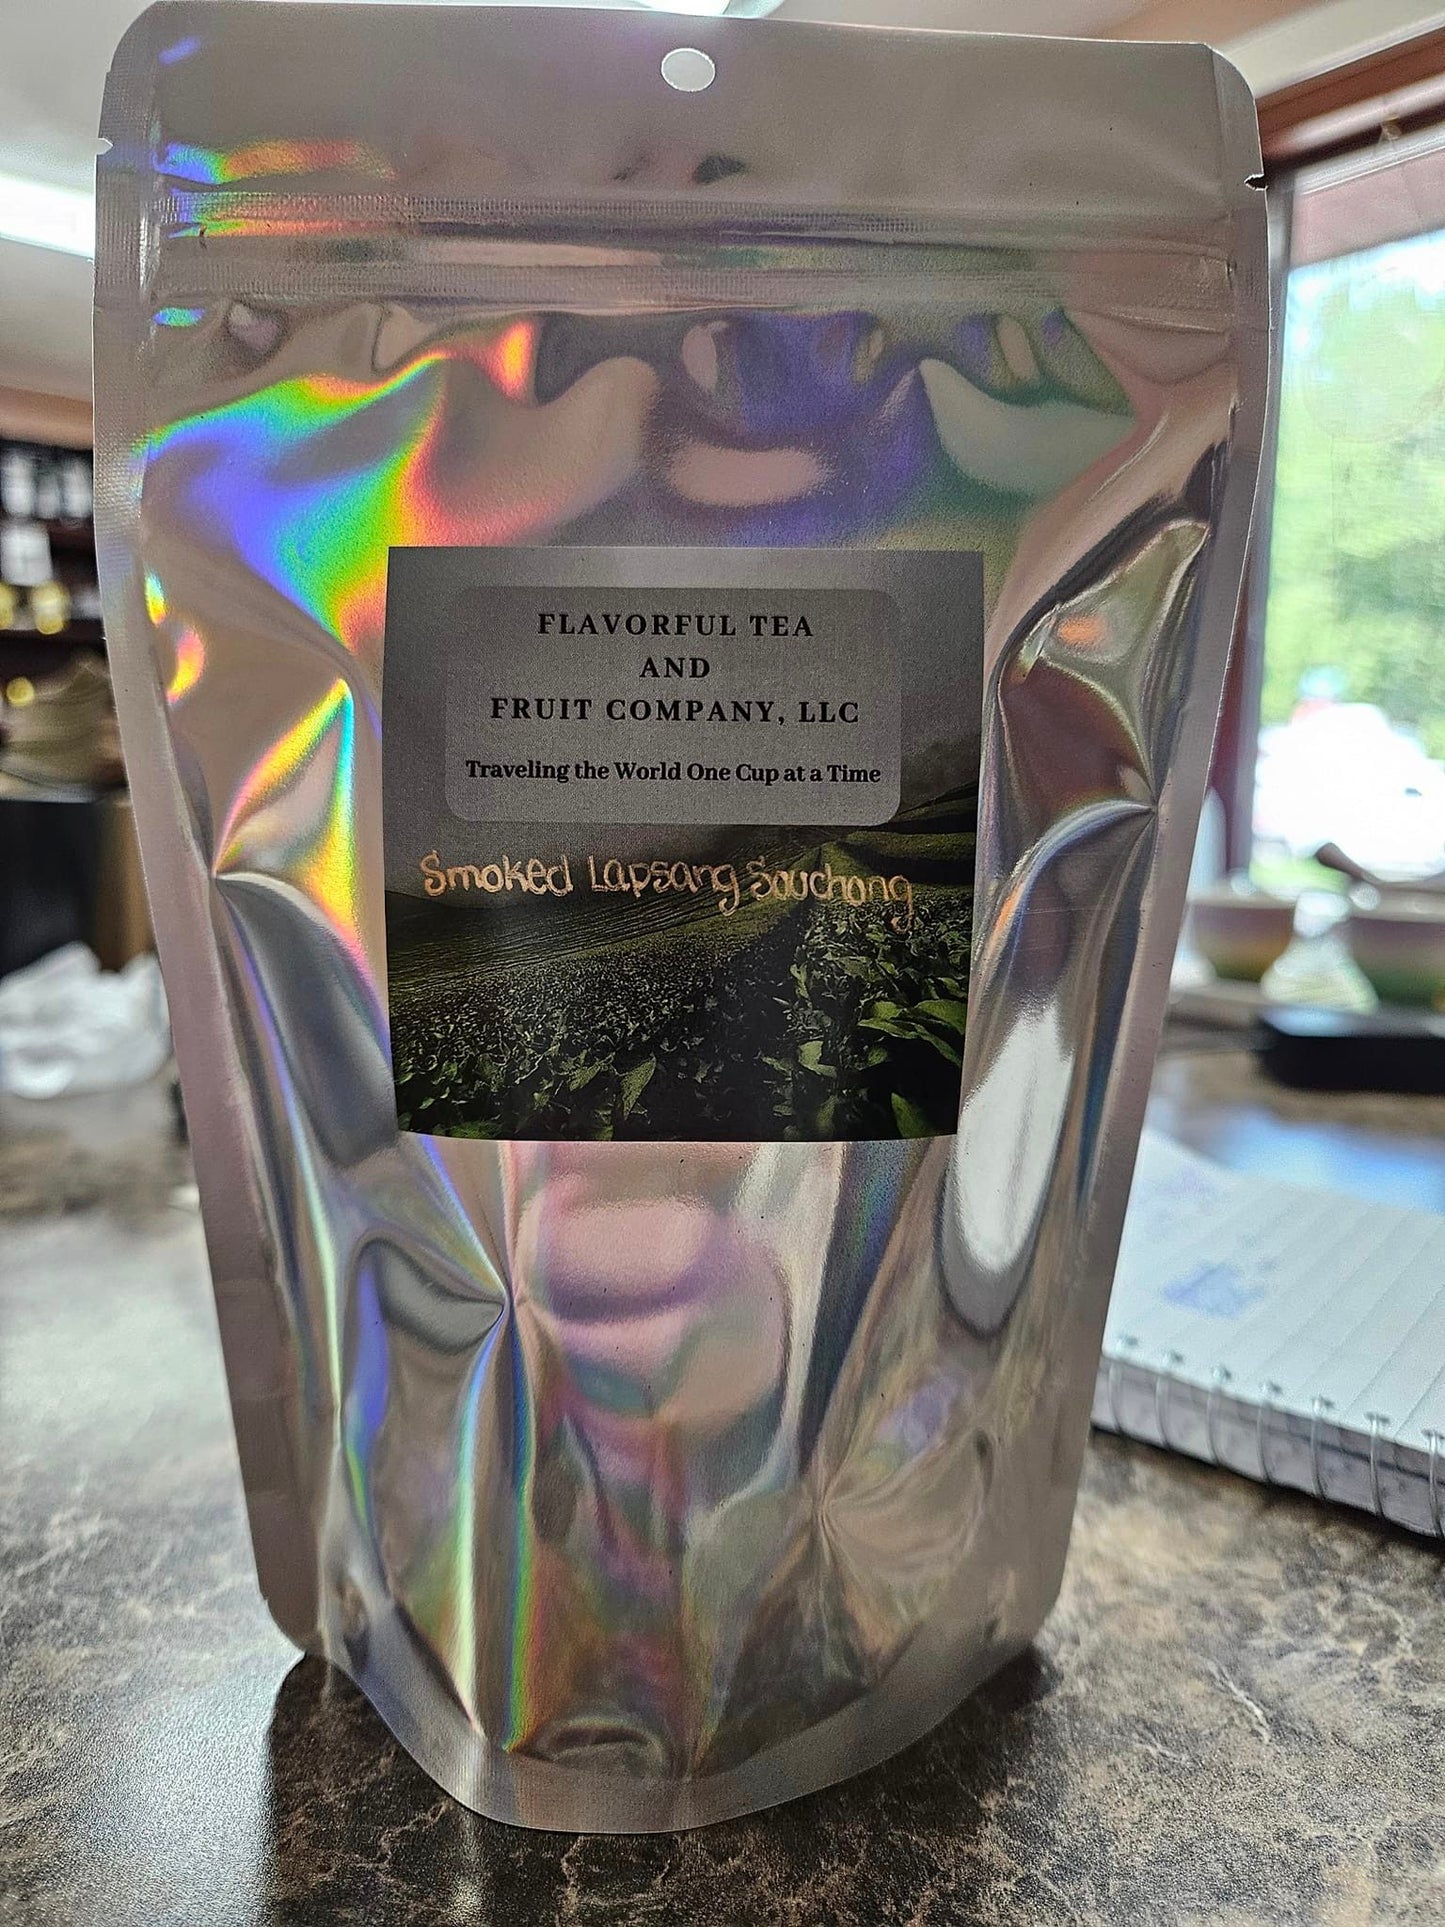 FLAVORFUL TEA
AND
FRUIT COMPANY, LLC
Traveling the World One Cup at a Time
Smoked Lapsang Souchong